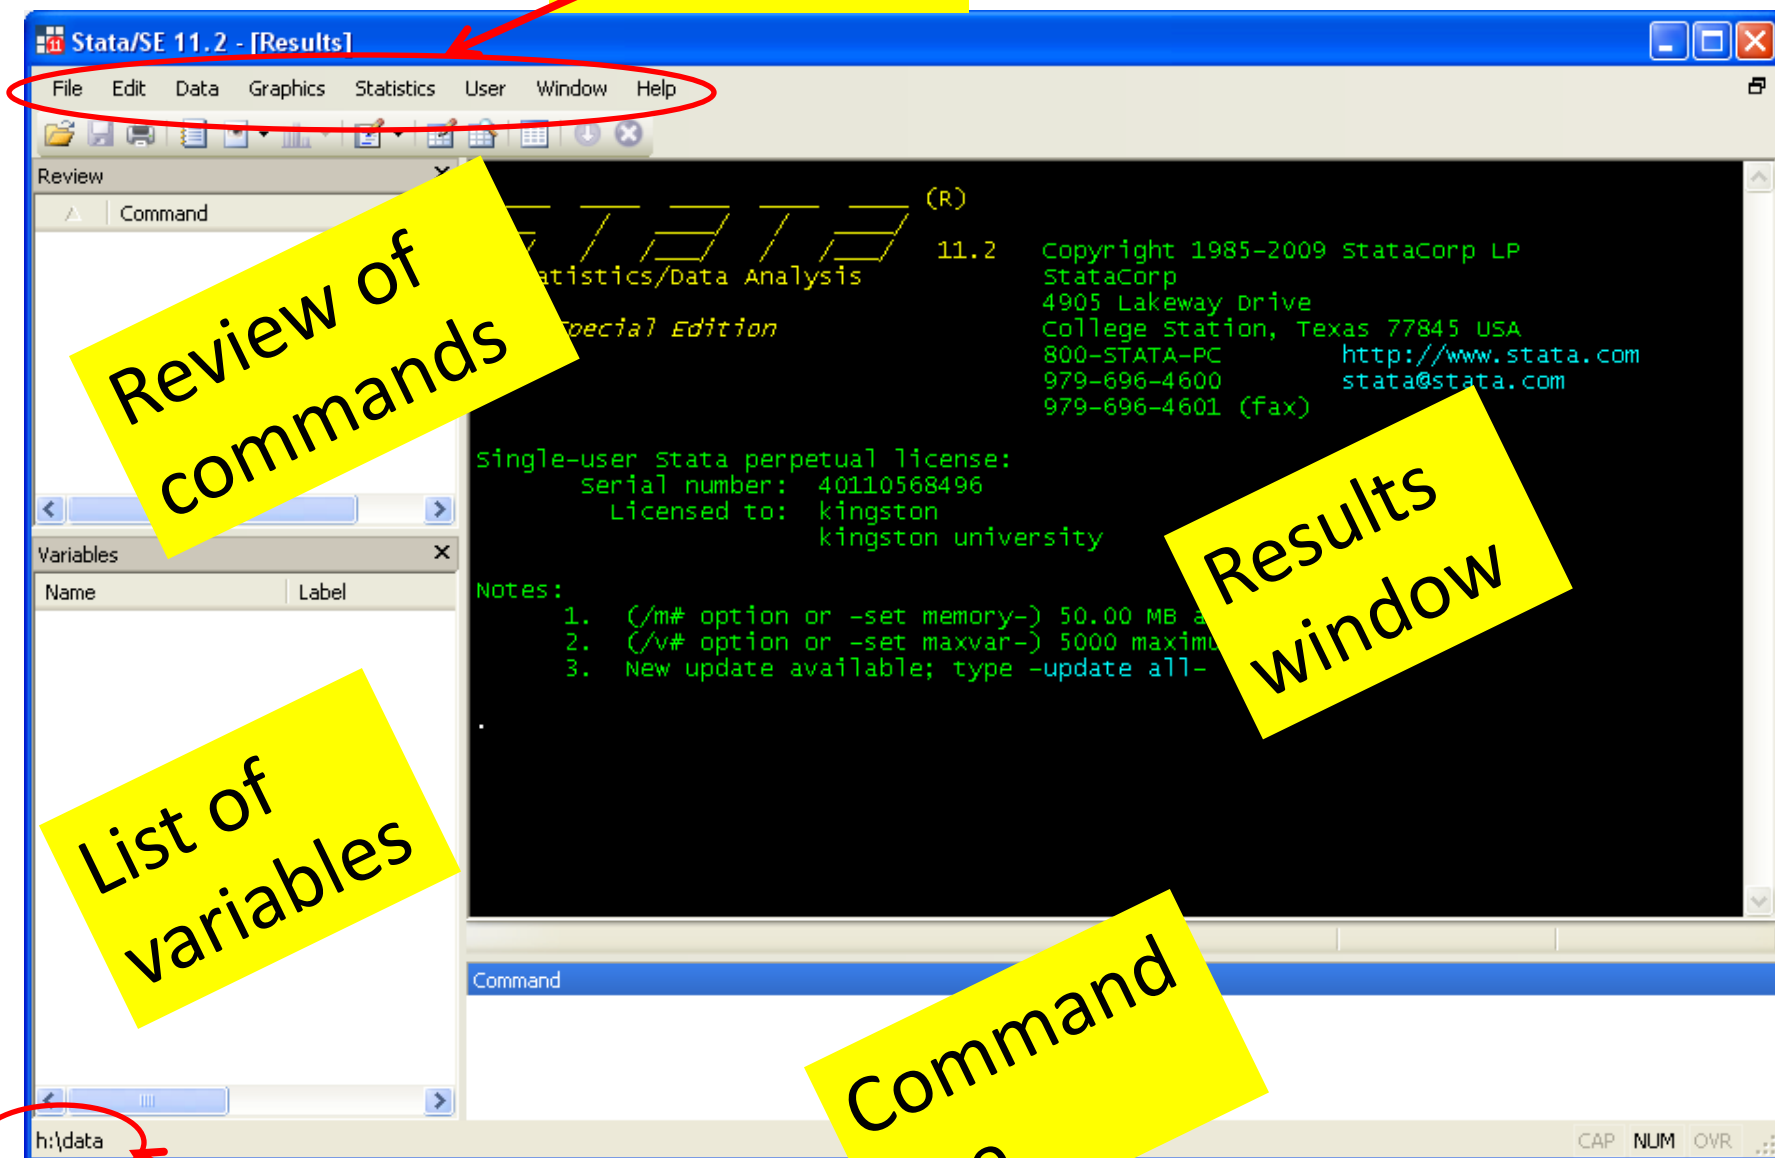 Stata/SE 11.2 - [Results]
File Edit Data Graphics Statistics User Window Help
Review
Command
Review of
commands
(R)
11.2
Statistics/Data Analysis
Special Edition
Copyright 1985-2009 StataCorp LP
StataCorp
4905 Lakeway Drive
College Station, Texas 77845 USA
800-STATA-PC http://www.stata.com
979-696-4600 stata@stata.com
979-696-4601 (fax)
Single-user Stata perpetual license:
Serial number: 40110568496
Licensed to: kingston
kingston university
Notes:
1. (/m# option or -set memory-) 50.00 MB
2. (/v# option or -set maxvar-) 5000
3. New update available; type -update all-
.
Results
window
Variables
Name Label
List of
variables
Command
Command
h:\data
CAP NUM OVR